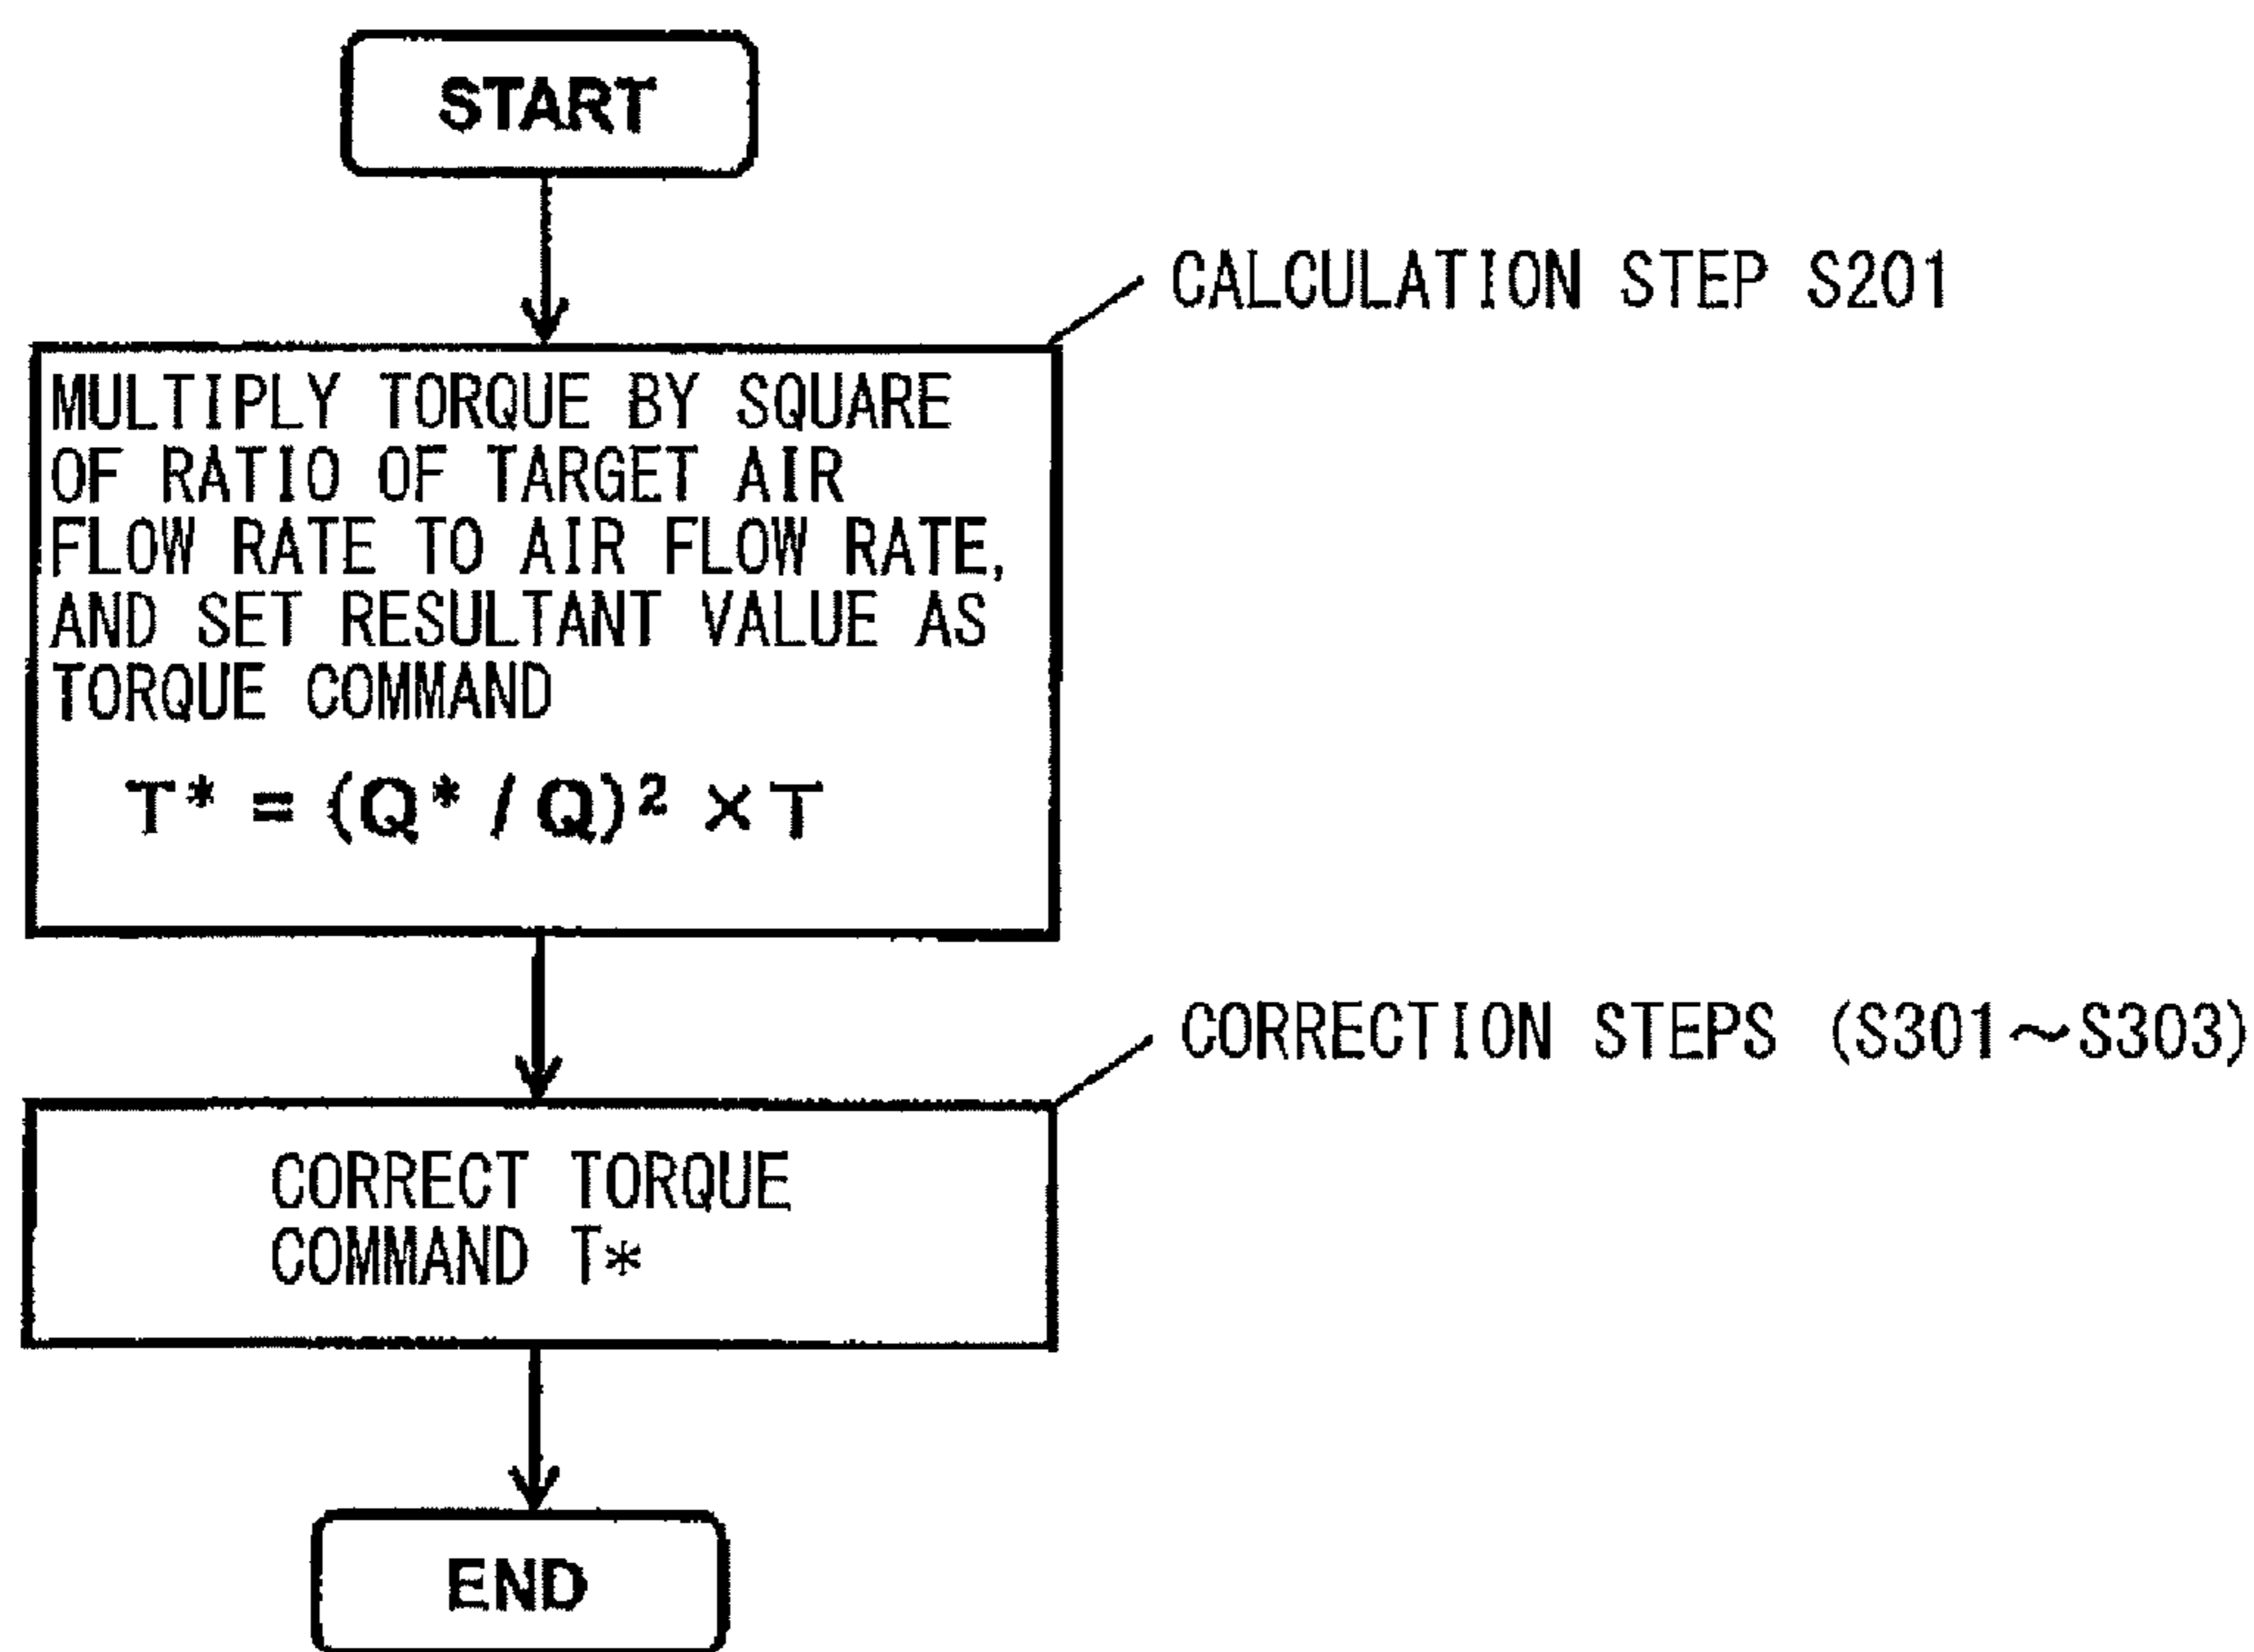 START
CALCULATION STEP S201
MULTIPLY TORQUE BY SQUARE
OF RATIO OF TARGET AIR
FLOW RATE TO AIR FLOW RATE,
AND SET RESULTANT VALUE AS
TORQUE COMMAND
T* = (Q* / Q)² × T
CORRECTION STEPS (S301～S303)
CORRECT TORQUE
COMMAND T*
END